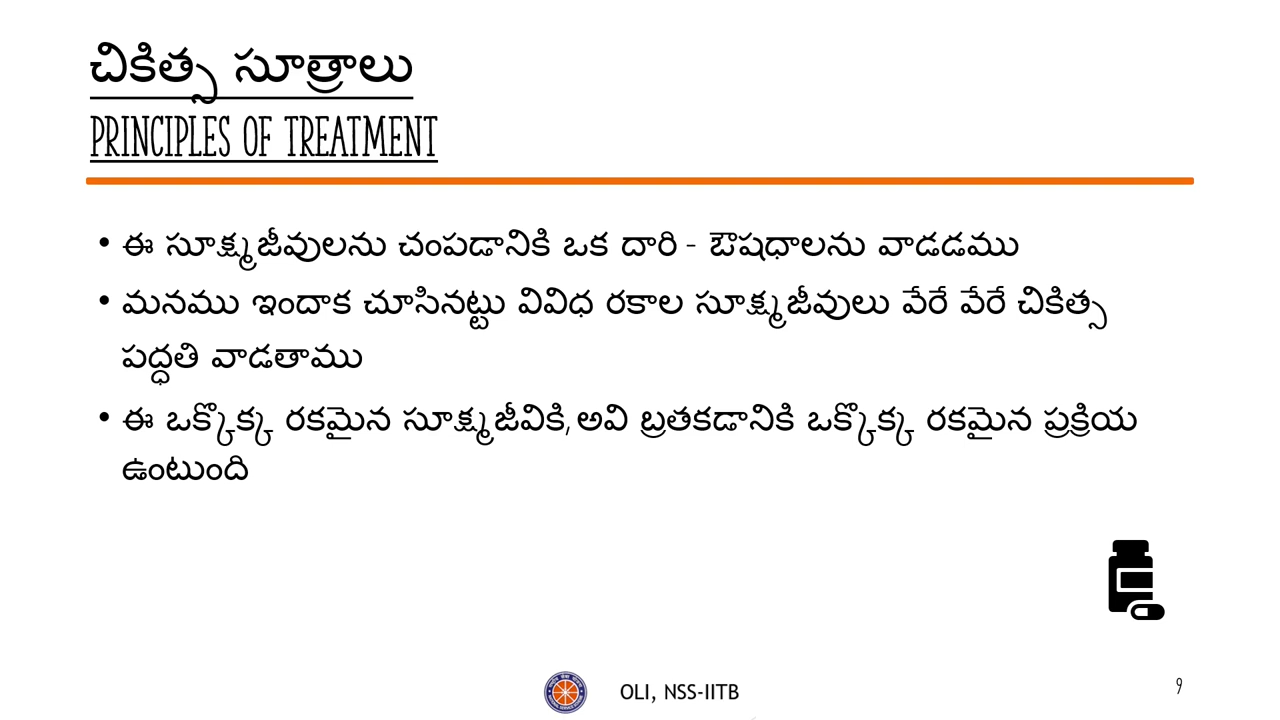 చికిత్స సూత్రాలు
PRINCIPLES OF TREATMENT
• ఈ సూక్ష్మజీవులను చంపడానికి ఒక దారి - ఔషధాలను వాడడము
• మనము ఇందాక చూసినట్టు వివిధ రకాల సూక్ష్మజీవులు వేరే వేరే చికిత్స
పద్ధతి వాడతాము
• ఈ ఒక్కొక్క రకమైన సూక్ష్మజీవికి, అవి బ్రతకడానికి ఒక్కొక్క రకమైన ప్రక్రియ
ఉంటుంది
OLI, NSS-IITB
9